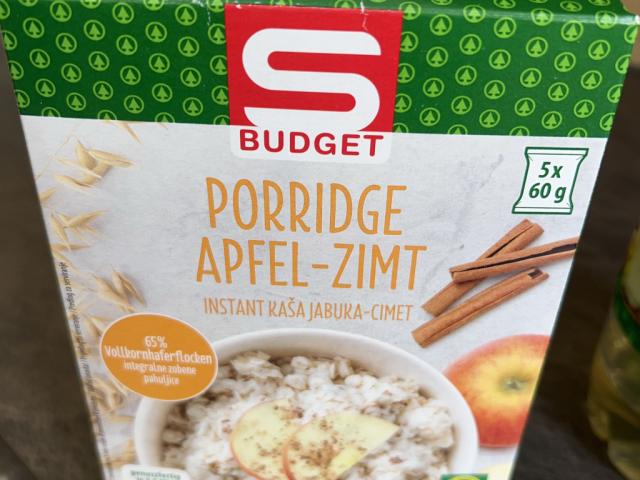 S
BUDGET
5x
60 g
PORRIDGE
APFEL-ZIMT
INSTANT KAŠA JABUKA-CIMET
65%
Vollkornhaferflocken
integralne zobene
pahuljice